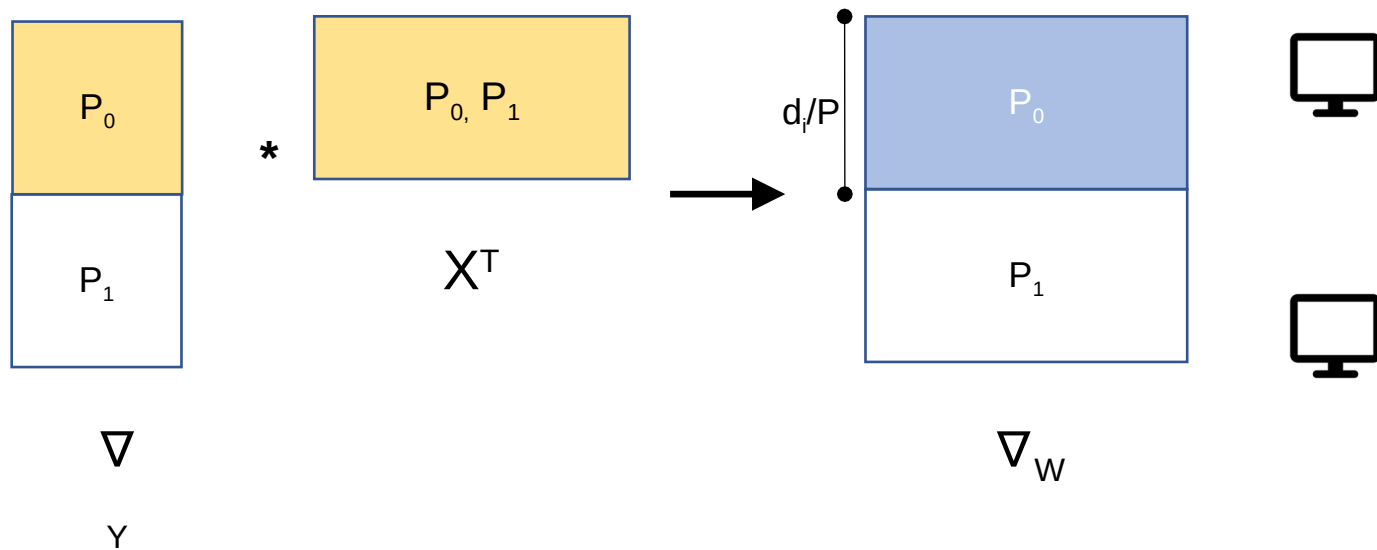 P₀
*
P₀, P₁
→
dᵢ/P
P₀
P₁
Xᵀ
P₁
∇
Y
∇W